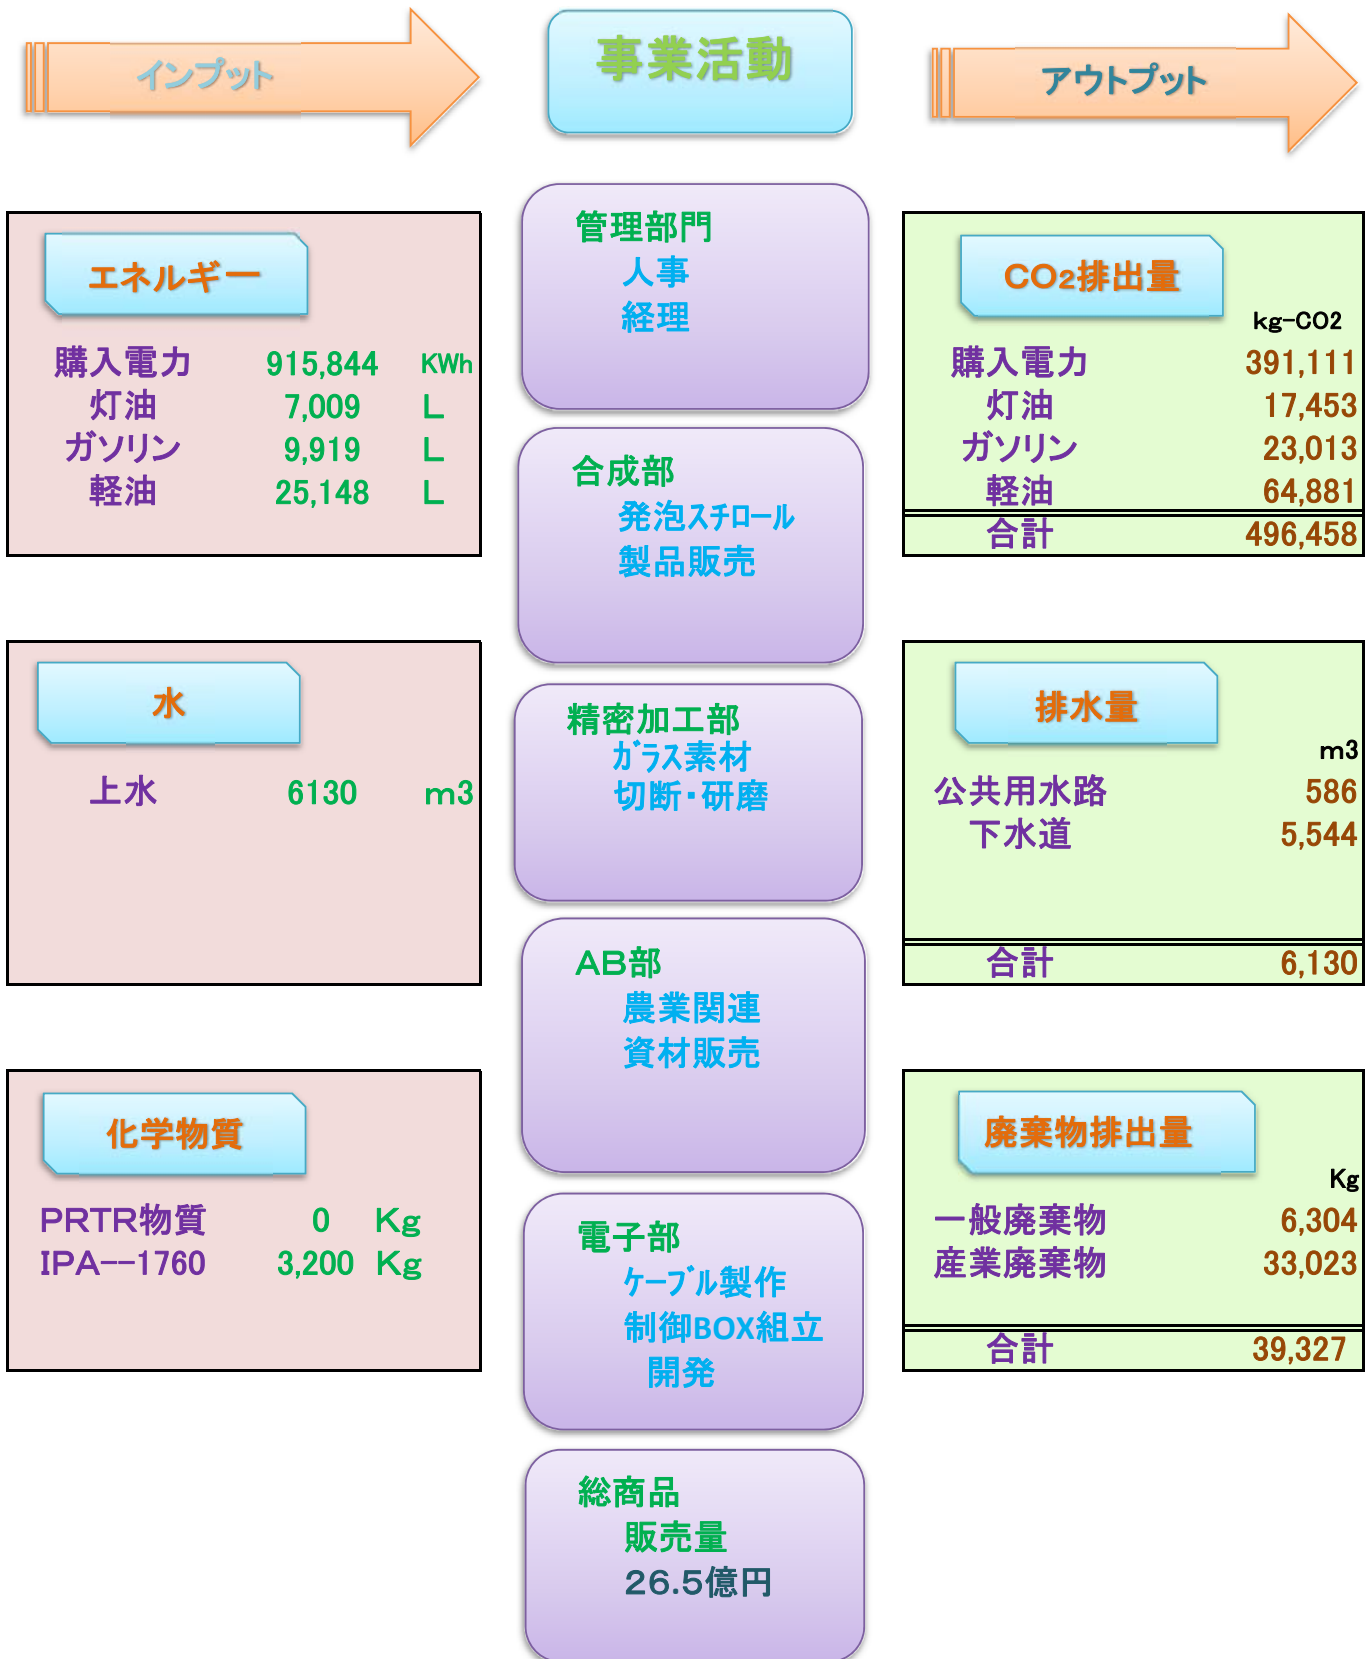 インプット
事業活動
アウトプット
エネルギー
購入電力 915,844 KWh
灯油 7,009 L
ガソリン 9,919 L
軽油 25,148 L
水
上水 6130 m3
化学物質
PRTR物質 0 Kg
IPA--1760 3,200 Kg
管理部門
人事
経理
合成部
発泡ｽﾁﾛｰﾙ
製品販売
精密加工部
ｶﾞﾗｽ素材
切断・研磨
AB部
農業関連
資材販売
電子部
ｹｰﾌﾞﾙ製作
制御BOX組立
開発
総商品
販売量
26.5億円
CO2排出量
kg-CO2
購入電力 391,111
灯油 17,453
ガソリン 23,013
軽油 64,881
合計 496,458
排水量
m3
公共用水路 586
下水道 5,544
合計 6,130
廃棄物排出量
Kg
一般廃棄物 6,304
産業廃棄物 33,023
合計 39,327